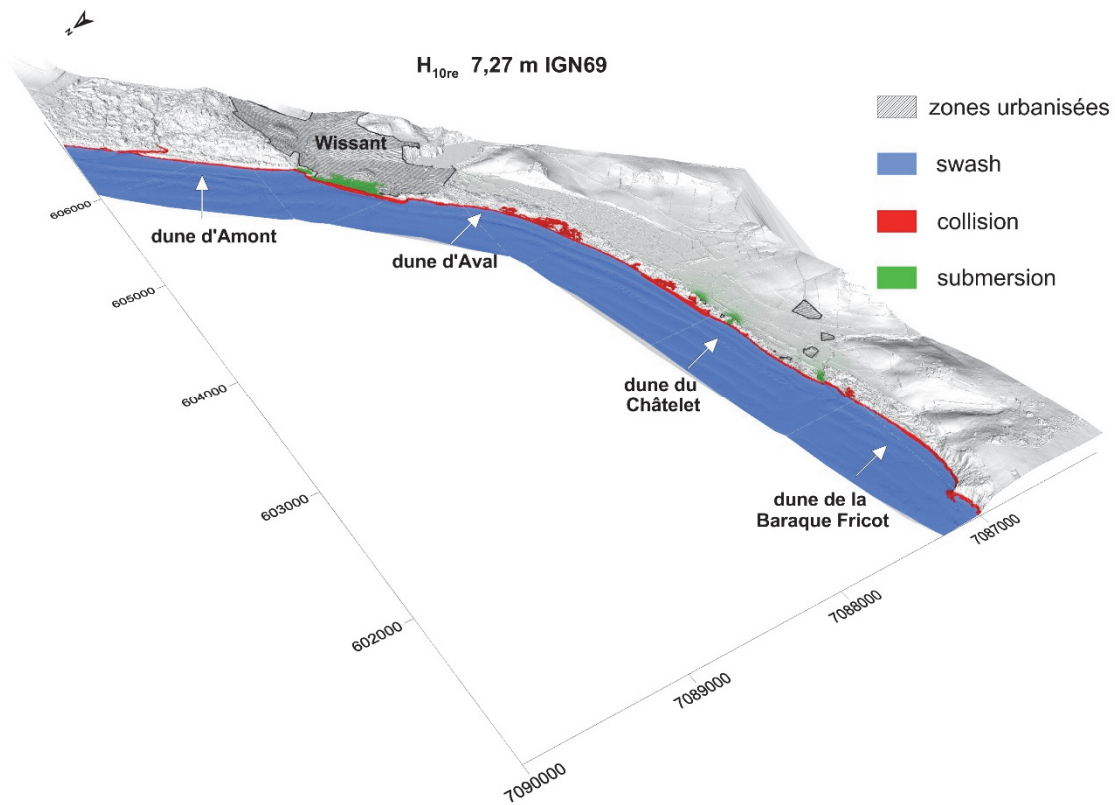 N
H10re 7,27 m IGN69
zones urbanisées
swash
collision
submersion
Wissant
dune d'Amont
dune d'Aval
dune du
Châtelet
dune de la
Baraque Fricot
606000
605000
604000
603000
602000
7090000
7089000
7088000
7087000